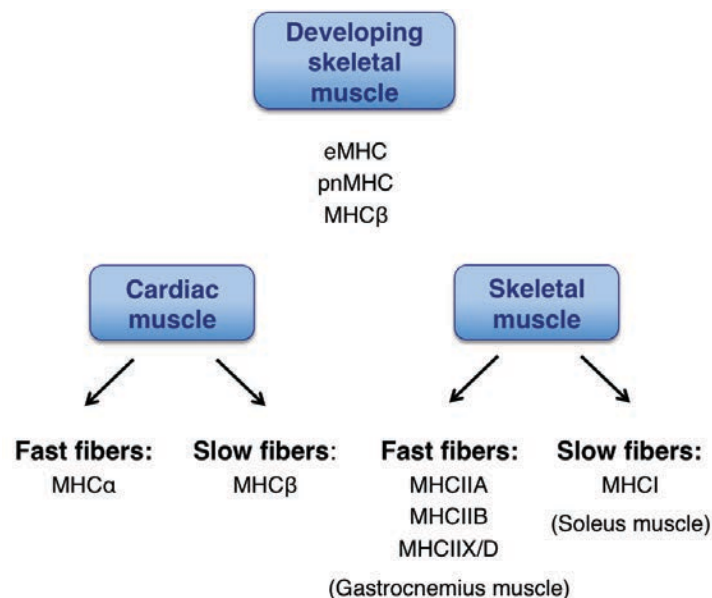 Developing
skeletal
muscle
eMHC
pnMHC
MHCβ
Cardiac
muscle
Skeletal
muscle
Fast fibers:
MHCα
Slow fibers:
MHCβ
Fast fibers:
MHCIIA
MHCIIB
MHCIIX/D
(Gastrocnemius muscle)
Slow fibers:
MHCI
(Soleus muscle)